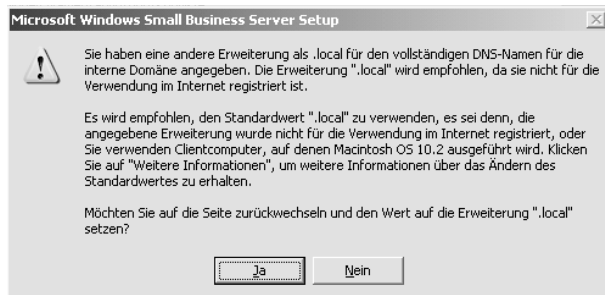 Microsoft Windows Small Business Server Setup
Sie haben eine andere Erweiterung als .local für den vollständigen DNS-Namen für die
interne Domäne angegeben. Die Erweiterung ".local" wird empfohlen, da sie nicht für die
Verwendung im Internet registriert ist.
Es wird empfohlen, den Standardwert ".local" zu verwenden, es sei denn, die
angegebene Erweiterung wurde nicht für die Verwendung im Internet registriert, oder
Sie verwenden Clientcomputer, auf denen Macintosh OS 10.2 ausgeführt wird. Klicken
Sie auf "Weitere Informationen", um weitere Informationen über das Ändern des
Standardwertes zu erhalten.
Möchten Sie auf die Seite zurückwechseln und den Wert auf die Erweiterung ".local"
setzen?
Ja
Nein